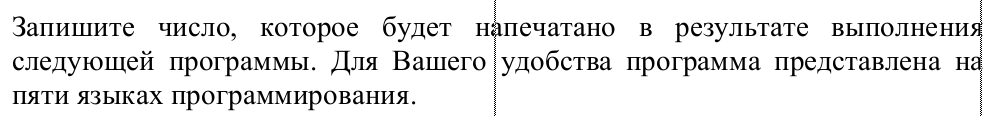 Запишите число, которое будет напечатано в результате выполнения
следующей программы. Для Вашего удобства программа представлена на
пяти языках программирования.